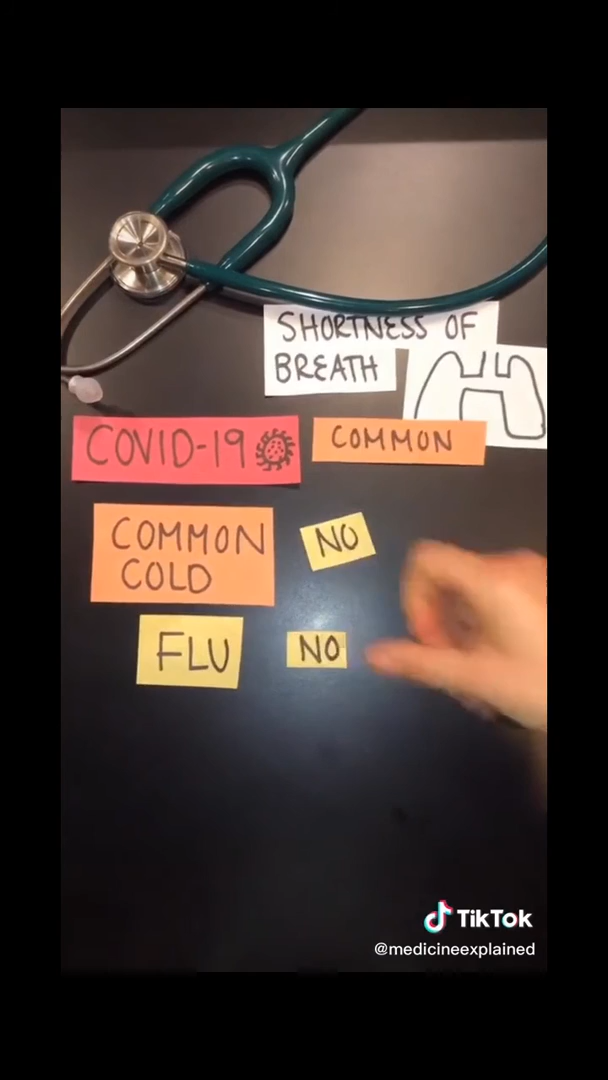 SHORTNESS OF
BREATH
COVID-19
COMMON
COMMON
COLD
NO
FLU
NO
TikTok
@medicineexplained